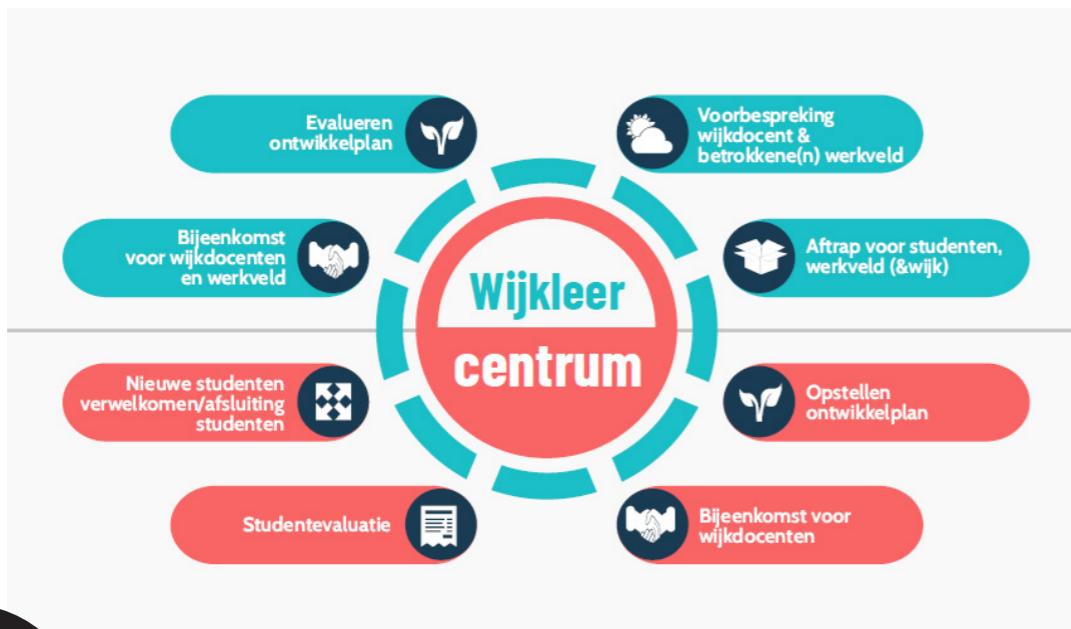 Evalueren
ontwikkelplan
Voorbespreking
wijkdocent &
betrokkene(n) werkveld
Bijeenkomst
voor wijkdocenten
en werkveld
Aftrap voor studenten,
werkveld (&wijk)
Wijkleer
centrum
Nieuwe studenten
verwelkomen/afsluiting
studenten
Opstellen
ontwikkelplan
Studentevaluatie
Bijeenkomst voor
wijkdocenten